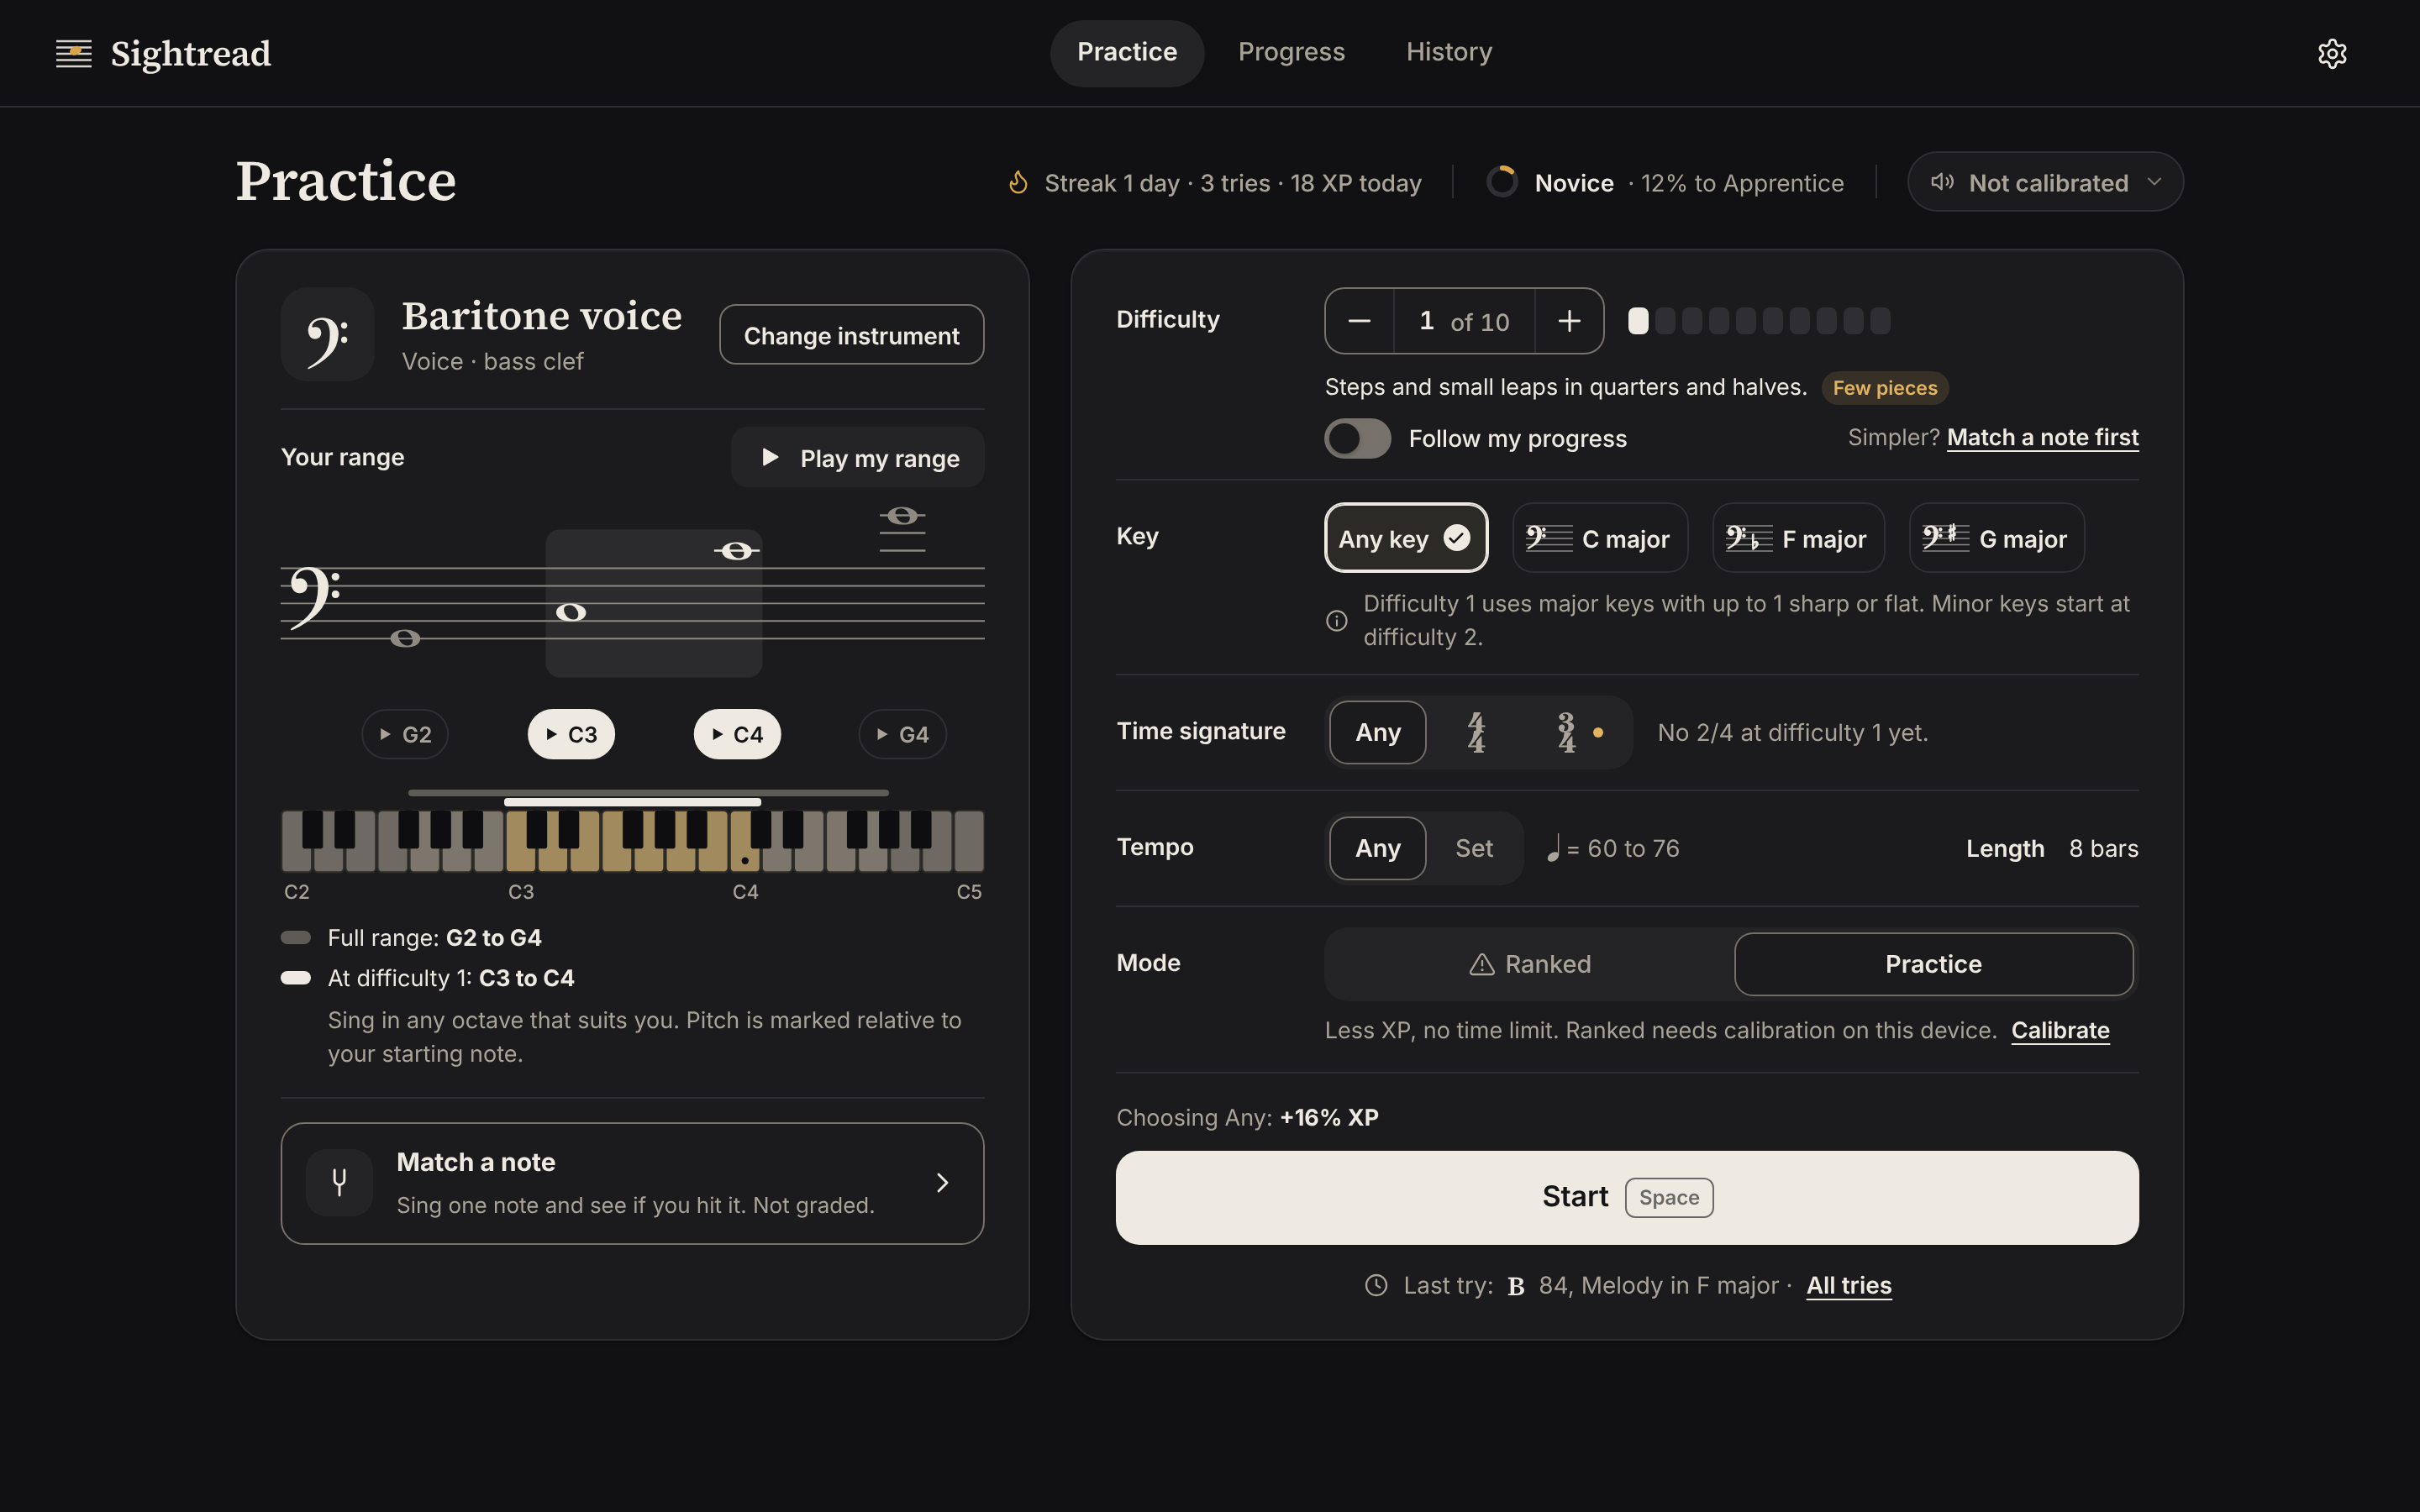 Sightread
Practice
Progress
History
Practice
Streak 1 day · 3 tries · 18 XP today
Novice · 12% to Apprentice
Not calibrated
Baritone voice
Voice · bass clef
Change instrument
Your range
Play my range
G2
C3
C4
G4
C2
C3
C4
C5
Full range: G2 to G4
At difficulty 1: C3 to C4
Sing in any octave that suits you. Pitch is marked relative to
your starting note.
Match a note
Sing one note and see if you hit it. Not graded.
Difficulty
1 of 10
Steps and small leaps in quarters and halves.
Few pieces
Follow my progress
Simpler? Match a note first
Key
Any key
C major
F major
G major
Difficulty 1 uses major keys with up to 1 sharp or flat. Minor keys start at
difficulty 2.
Time signature
Any
4
4
3
4
No 2/4 at difficulty 1 yet.
Tempo
Any
Set
= 60 to 76
Length 8 bars
Mode
Ranked
Practice
Less XP, no time limit. Ranked needs calibration on this device. Calibrate
Choosing Any: +16% XP
Start Space
Last try: B 84, Melody in F major · All tries